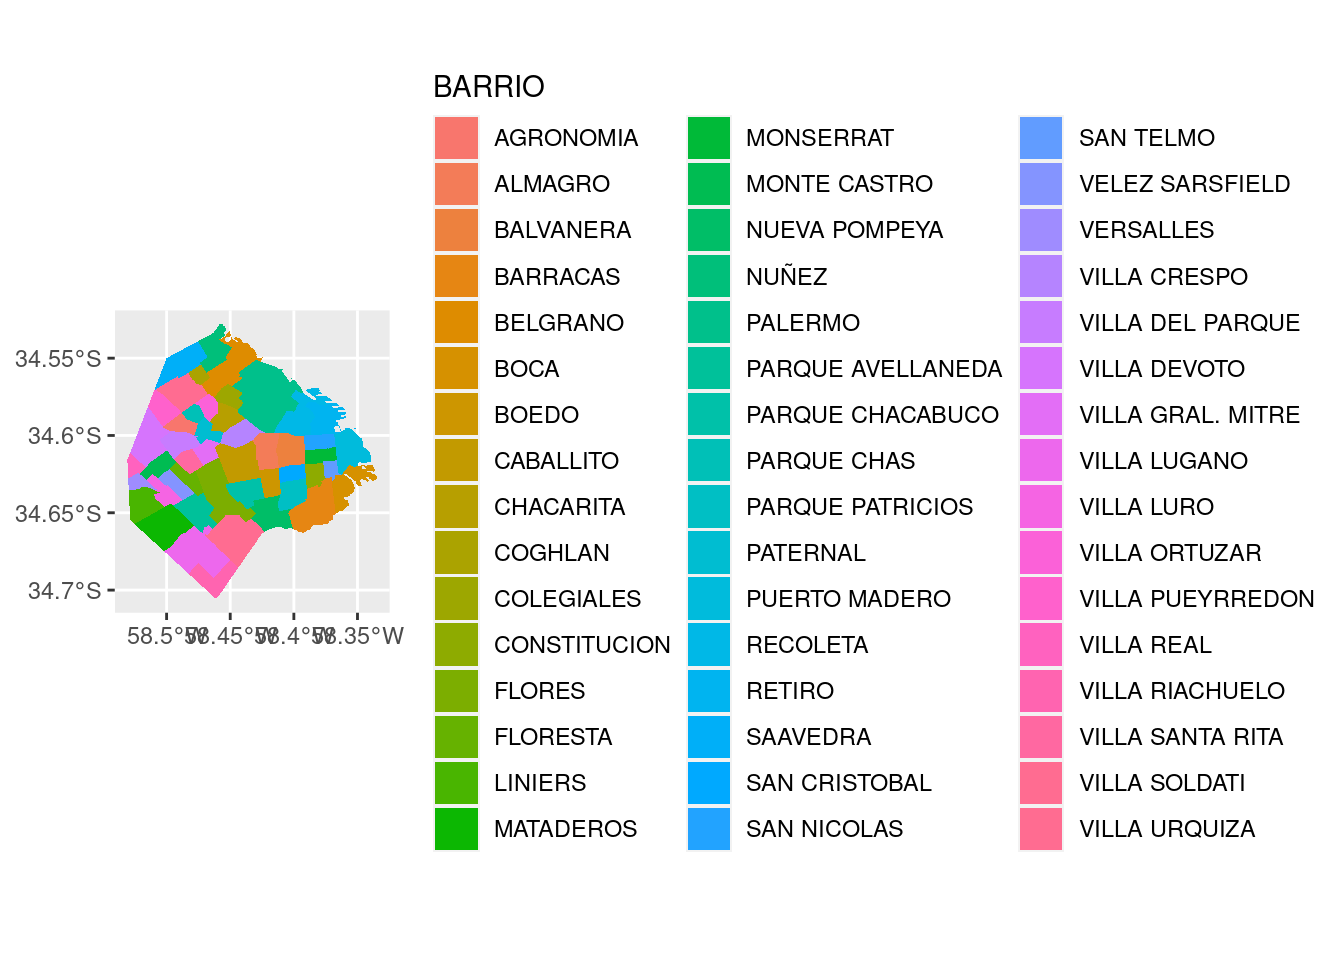 BARRIO
AGRONOMIA
ALMAGRO
BALVANERA
BARRACAS
BELGRANO
BOCA
BOEDO
CABALLITO
CHACARITA
COGHLAN
COLEGIALES
CONSTITUCION
FLORES
FLORESTA
LINIERS
MATADEROS
MONSERRAT
MONTE CASTRO
NUEVA POMPEYA
NUÑEZ
PALERMO
PARQUE AVELLANEDA
PARQUE CHACABUCO
PARQUE CHAS
PARQUE PATRICIOS
PATERNAL
PUERTO MADERO
RECOLETA
RETIRO
SAAVEDRA
SAN CRISTOBAL
SAN NICOLAS
SAN TELMO
VELEZ SARSFIELD
VERSALLES
VILLA CRESPO
VILLA DEL PARQUE
VILLA DEVOTO
VILLA GRAL. MITRE
VILLA LUGANO
VILLA LURO
VILLA ORTUZAR
VILLA PUEYRREDON
VILLA REAL
VILLA RIACHUELO
VILLA SANTA RITA
VILLA SOLDATI
VILLA URQUIZA
34.55°S
34.6°S
34.65°S
34.7°S
58.5°W 58.45°W 58.4°W 58.35°W